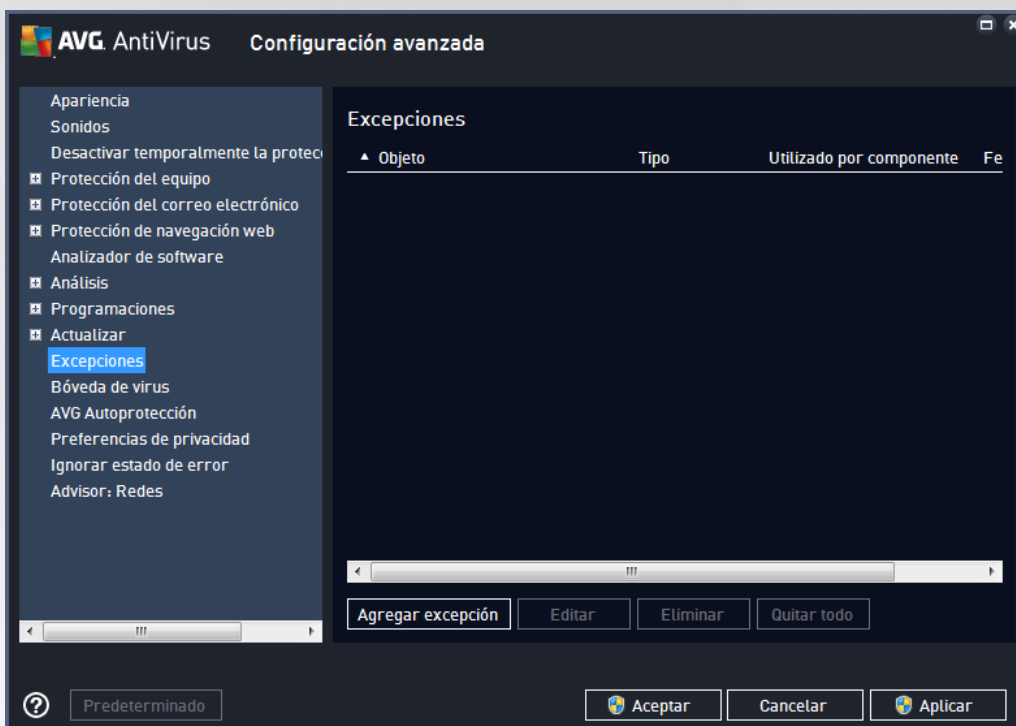 AVG. AntiVirus Configuración avanzada
Apariencia
Sonidos
Desactivar temporalmente la protec
Protección del equipo
Protección del correo electrónico
Protección de navegación web
Analizador de software
Análisis
Programaciones
Actualizar
Excepciones
Bóveda de virus
AVG Autoprotección
Preferencias de privacidad
Ignorar estado de error
Advisor: Redes
Excepciones
Objeto Tipo Utilizado por componente Fe
Agregar excepción Editar Eliminar Quitar todo
? Predeterminado Aceptar Cancelar Aplicar